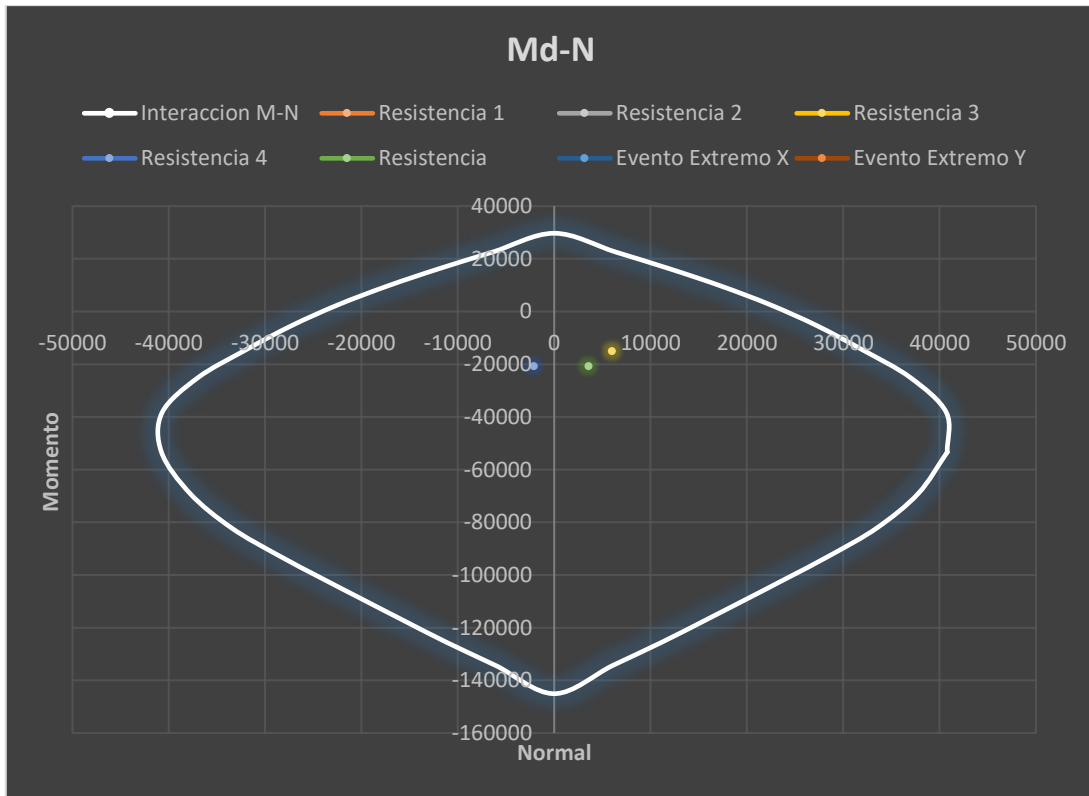 Md-N
Interaccion M-N Resistencia 1 Resistencia 2 Resistencia 3
Resistencia 4 Resistencia Evento Extremo X Evento Extremo Y
40000
20000
0
-50000 -40000 -30000 -20000 -10000 0 10000 20000 30000 40000 50000
-20000
-40000
Momento
-60000
-80000
-100000
-120000
-140000
-160000
Normal